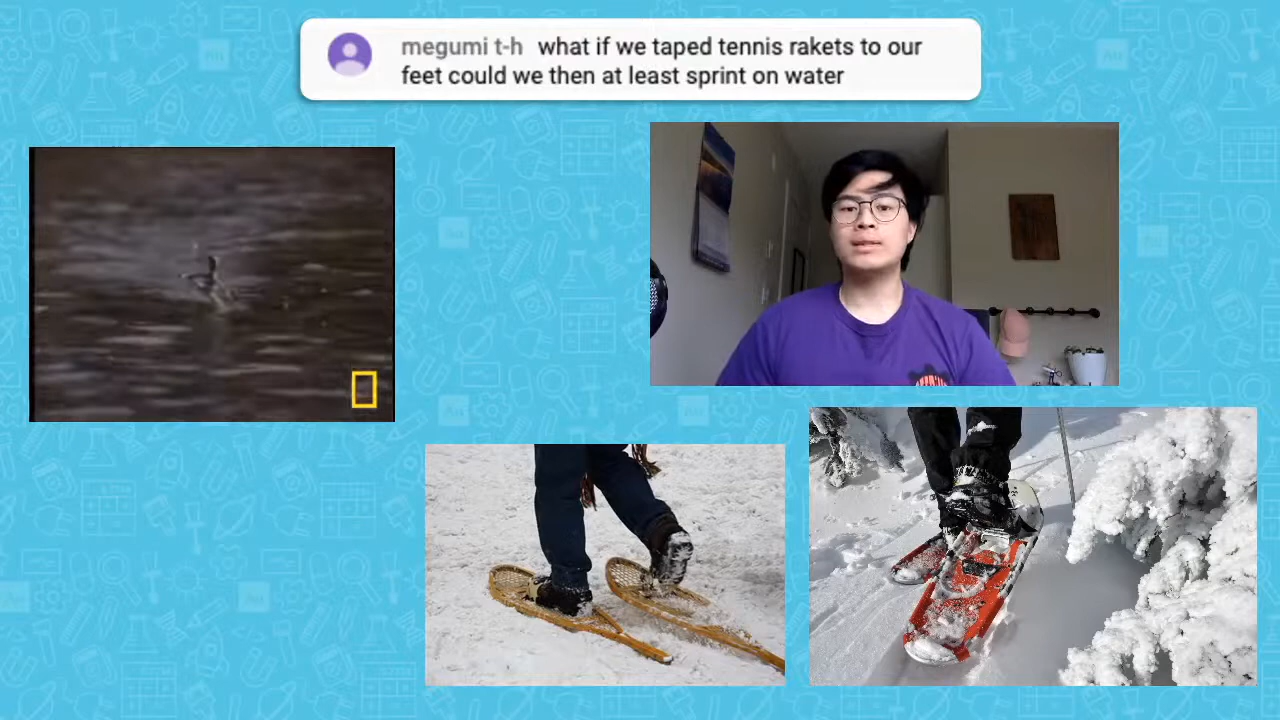 megumi t-h what if we taped tennis rakets to our
feet could we then at least sprint on water